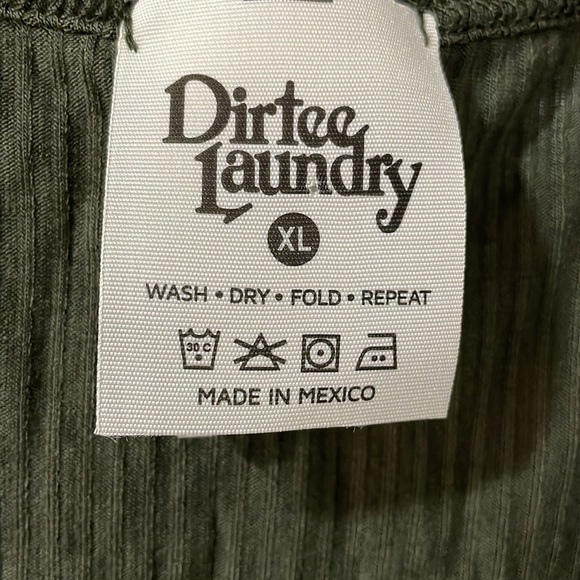 Dirtee
Laundry
XL
WASH • DRY • FOLD • REPEAT
30 C
MADE IN MEXICO